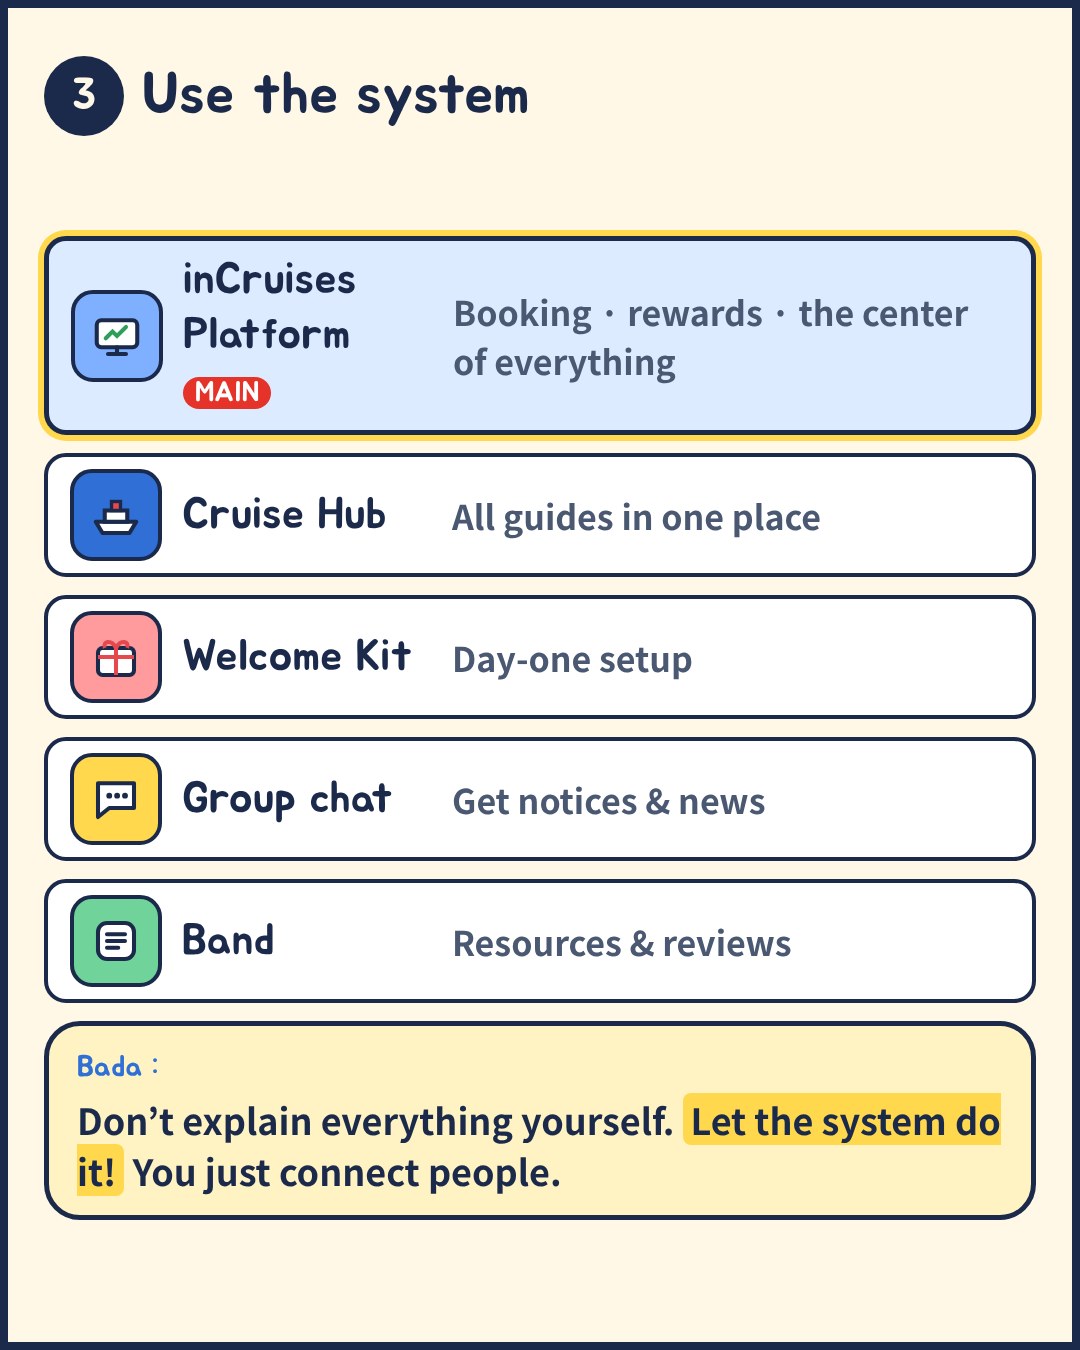 3 Use the system
inCruises
Platform
MAIN
Booking · rewards · the center
of everything
Cruise Hub
All guides in one place
Welcome Kit
Day-one setup
Group chat
Get notices & news
Band
Resources & reviews
Bada :
Don’t explain everything yourself. Let the system do
it! You just connect people.